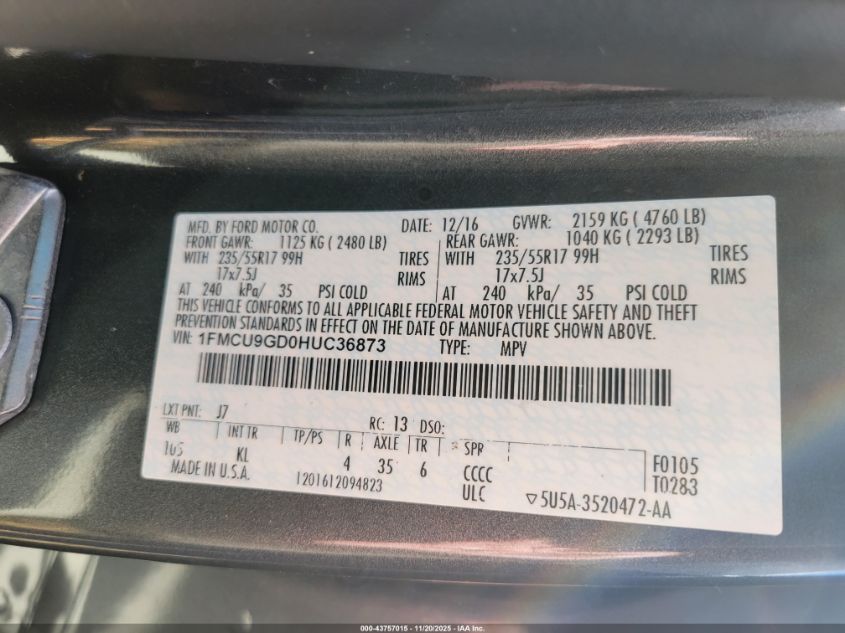 MFD. BY FORD MOTOR CO. DATE: 12/16 GVWR: 2159 KG ( 4760 LB)
FRONT GAWR: 1125 KG ( 2480 LB) REAR GAWR: 1040 KG ( 2293 LB)
WITH 235/55R17 99H TIRES WITH 235/55R17 99H TIRES
17x7.5J RIMS 17x7.5J RIMS
AT 240 kPa/ 35 PSI COLD AT 240 kPa/ 35 PSI COLD
THIS VEHICLE CONFORMS TO ALL APPLICABLE FEDERAL MOTOR VEHICLE SAFETY AND THEFT
PREVENTION STANDARDS IN EFFECT ON THE DATE OF MANUFACTURE SHOWN ABOVE.
VIN: 1FMCU9GD0HUC36873 TYPE: MPV
EXT PNT: J7 RC: 13 DSO:
WB INT TR TP/PS R AXLE TR SPR
105 KL 4 35 6 CCCC F0105
MADE IN U.S.A. 1201612094823 ULC T0283
▽5U5A-3520472-AA
000-43757015 - 11/20/2025 - IAA Inc.